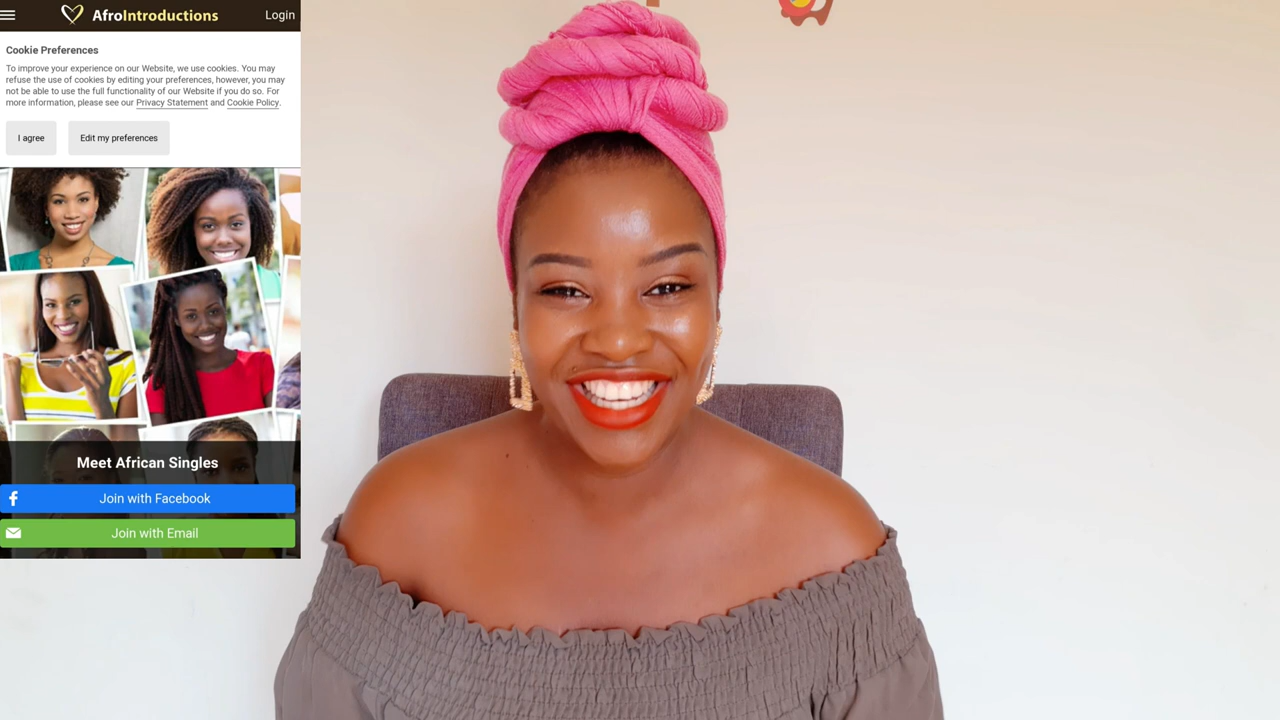 AfroIntroductions
Login
Cookie Preferences
To improve your experience on our Website, we use cookies. You may
refuse the use of cookies by editing your preferences, however, you may
not be able to use the full functionality of our Website if you do so. For
more information, please see our Privacy Statement and Cookie Policy.
I agree
Edit my preferences
Meet African Singles
Join with Facebook
Join with Email